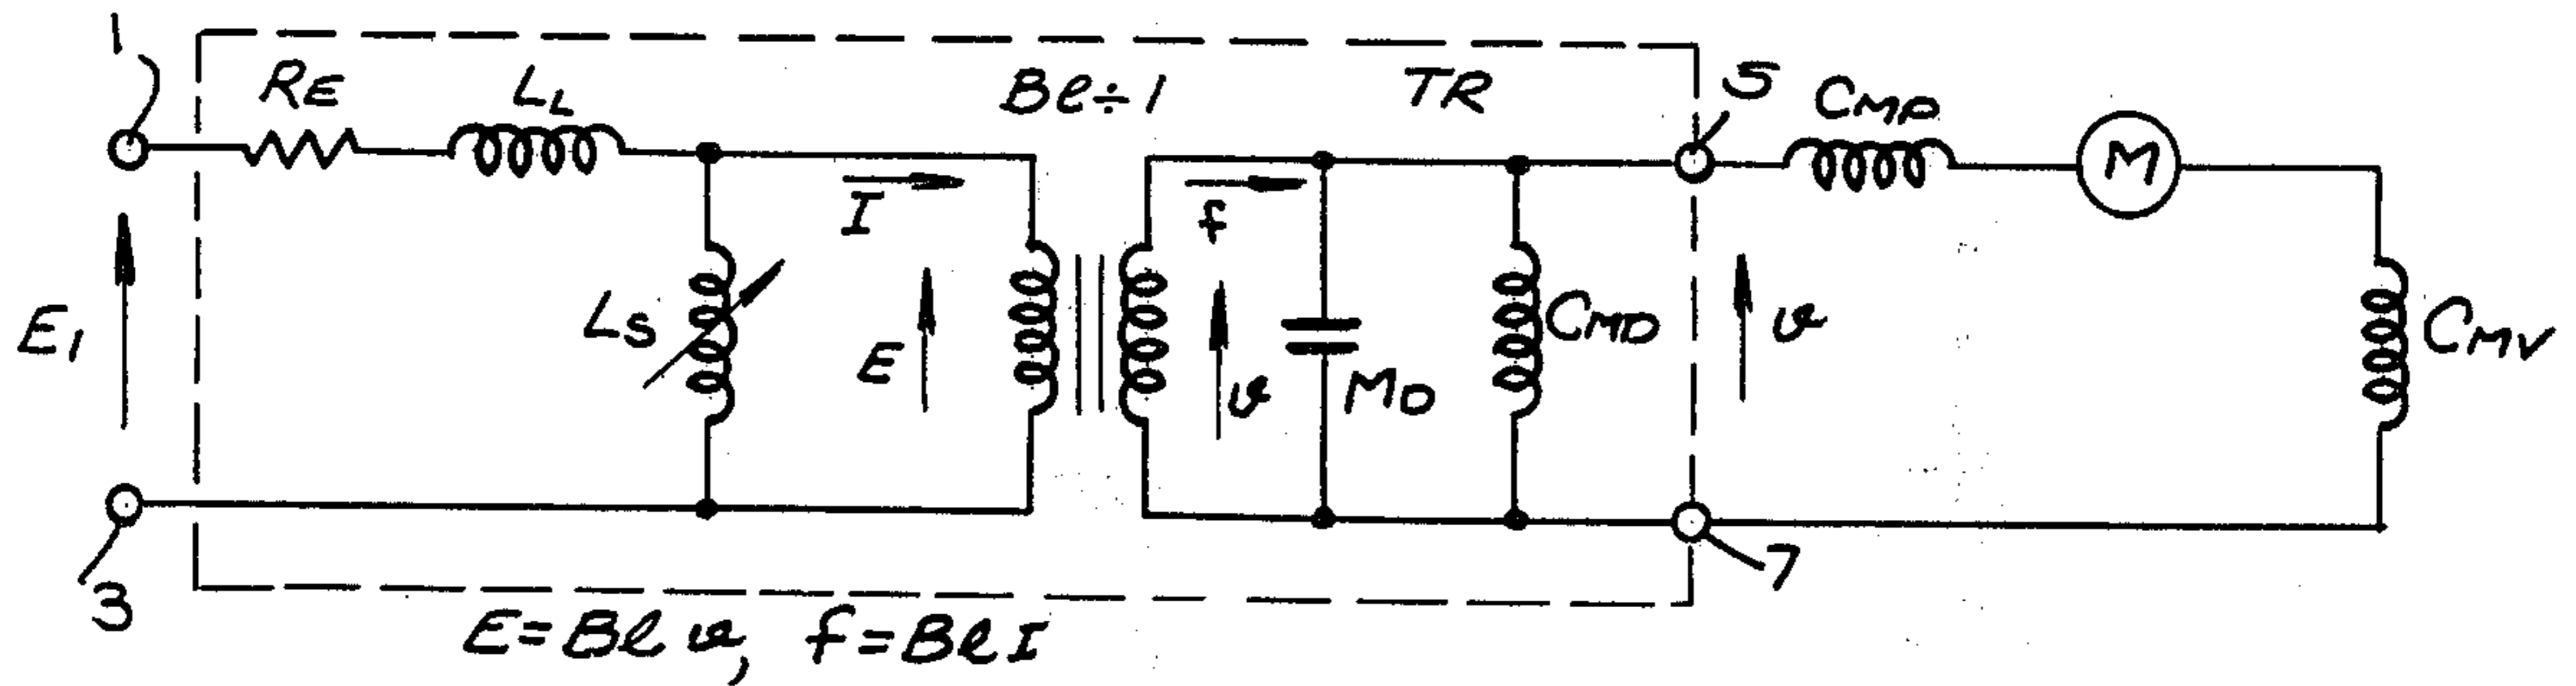 1
RE
LL
Bl÷1
TR
5
CMP
M
I
f
E1
LS
E
v
MD
CMD
v
CMV
3
7
E=Blv, f=BlI